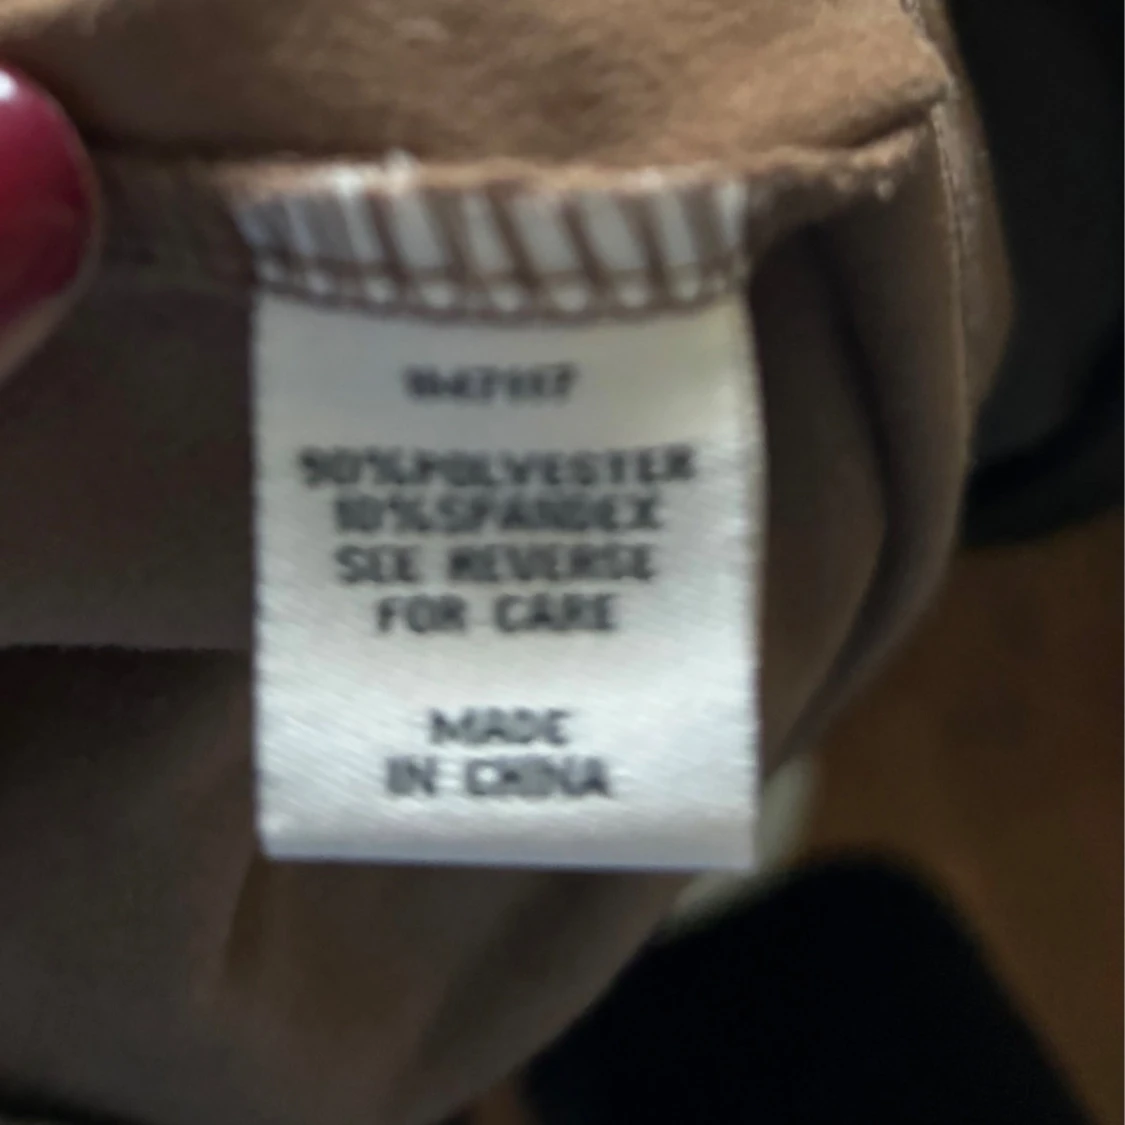 90%POLYESTER
10%SPANDEX
SEE REVERSE
FOR CARE
MADE
IN CHINA